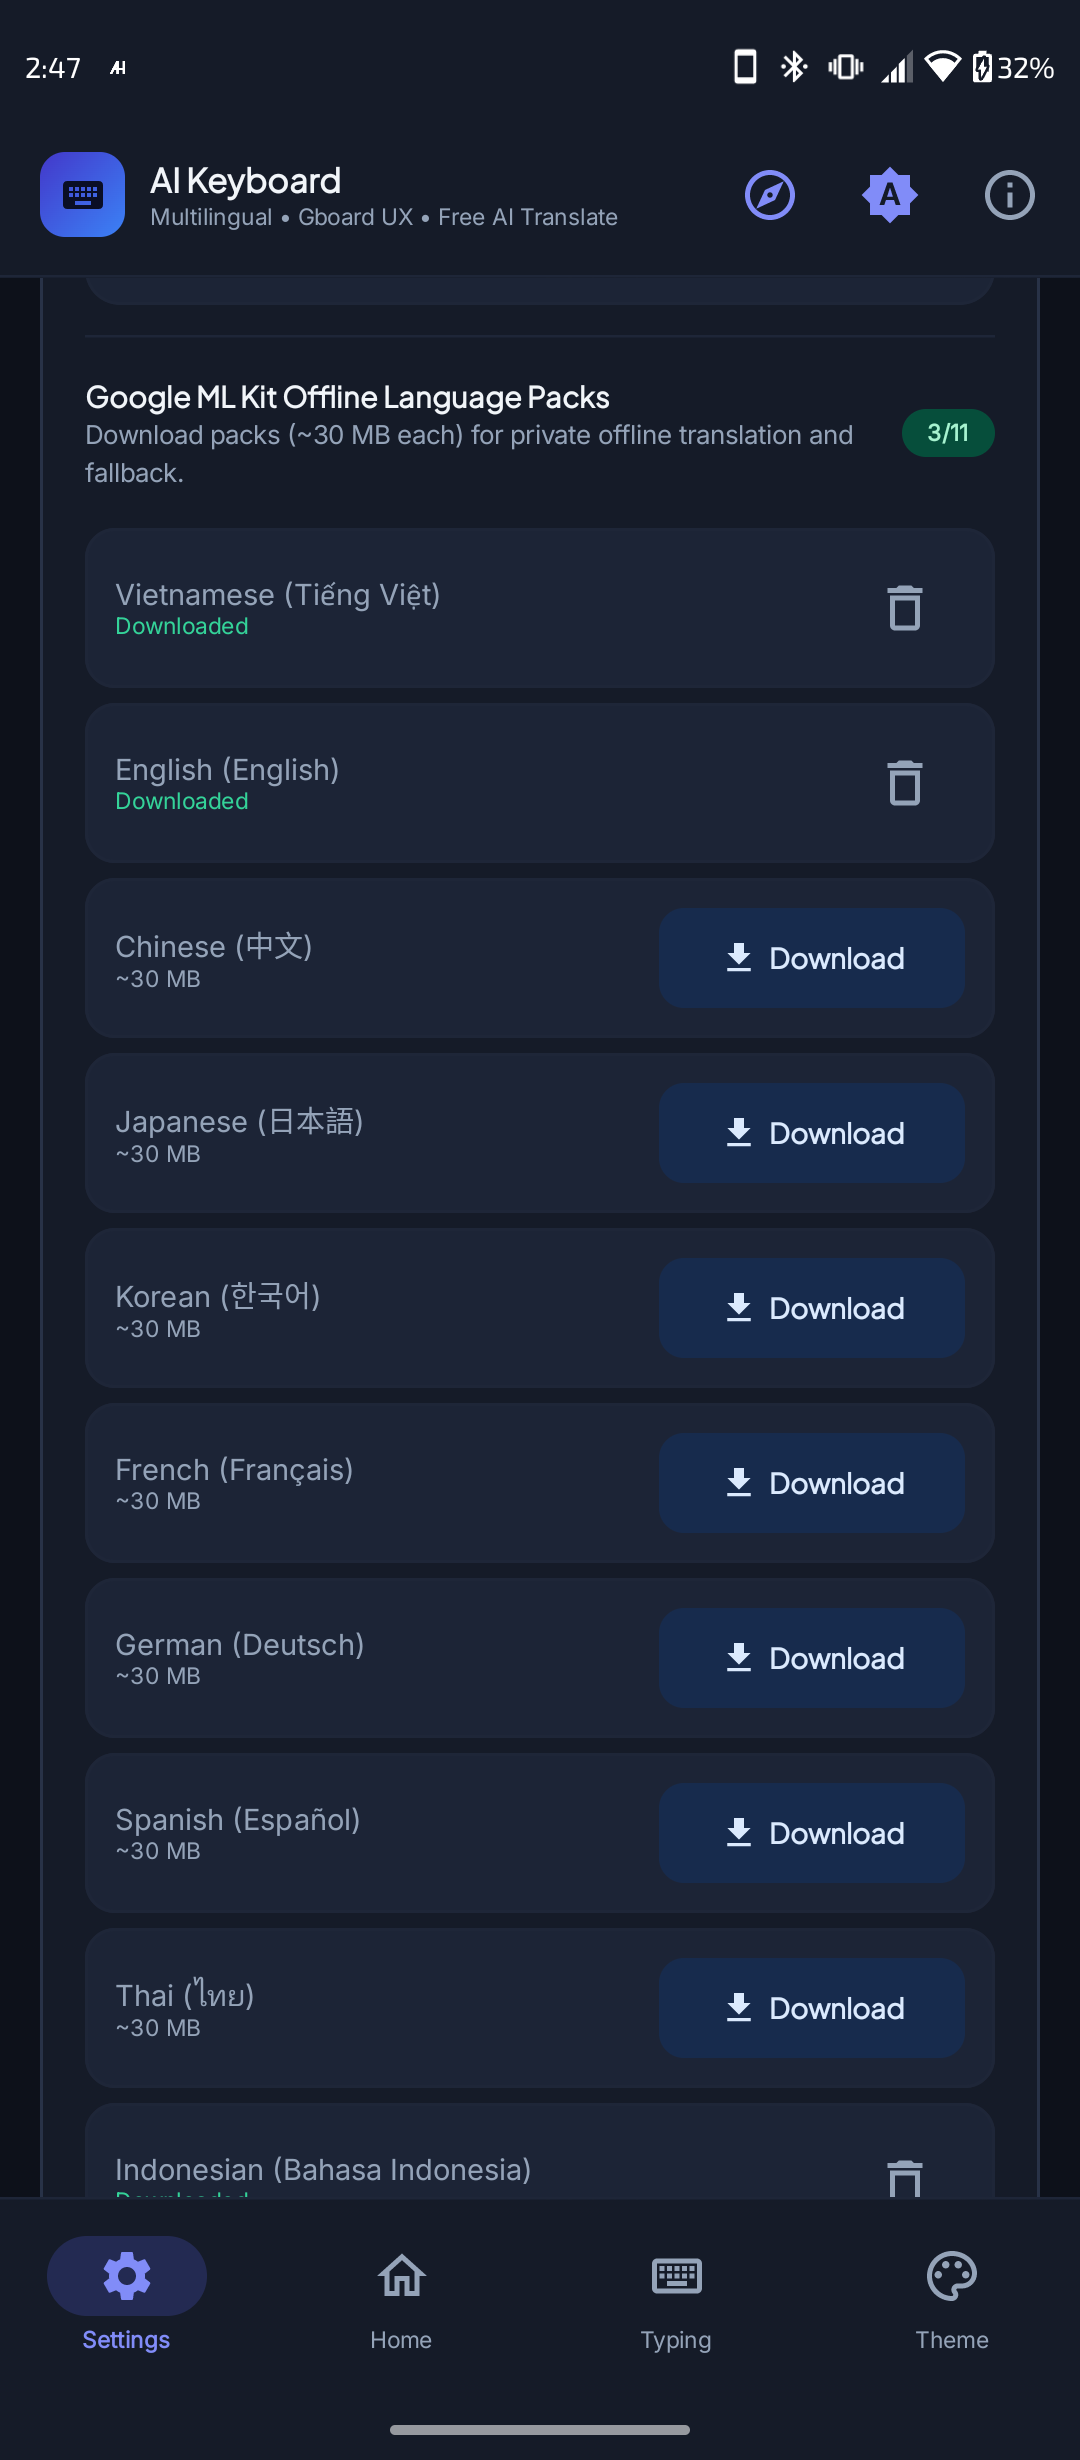 2:47
32%
AI Keyboard
Multilingual • Gboard UX • Free AI Translate
Google ML Kit Offline Language Packs
Download packs (~30 MB each) for private offline translation and
fallback.
3/11
Vietnamese (Tiếng Việt)
Downloaded
English (English)
Downloaded
Chinese (中文)
~30 MB
Download
Japanese (日本語)
~30 MB
Download
Korean (한국어)
~30 MB
Download
French (Français)
~30 MB
Download
German (Deutsch)
~30 MB
Download
Spanish (Español)
~30 MB
Download
Thai (ไทย)
~30 MB
Download
Indonesian (Bahasa Indonesia)
Downloaded
Settings
Home
Typing
Theme